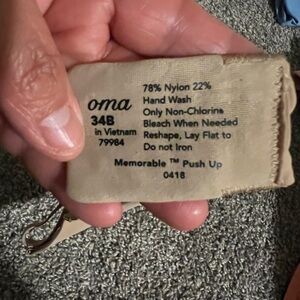 oma
34B
in Vietnam
79984
78% Nylon 22%
Hand Wash
Only Non-Chlorine
Bleach When Needed
Reshape, Lay Flat to
Do not Iron
Memorable ™ Push Up
0418